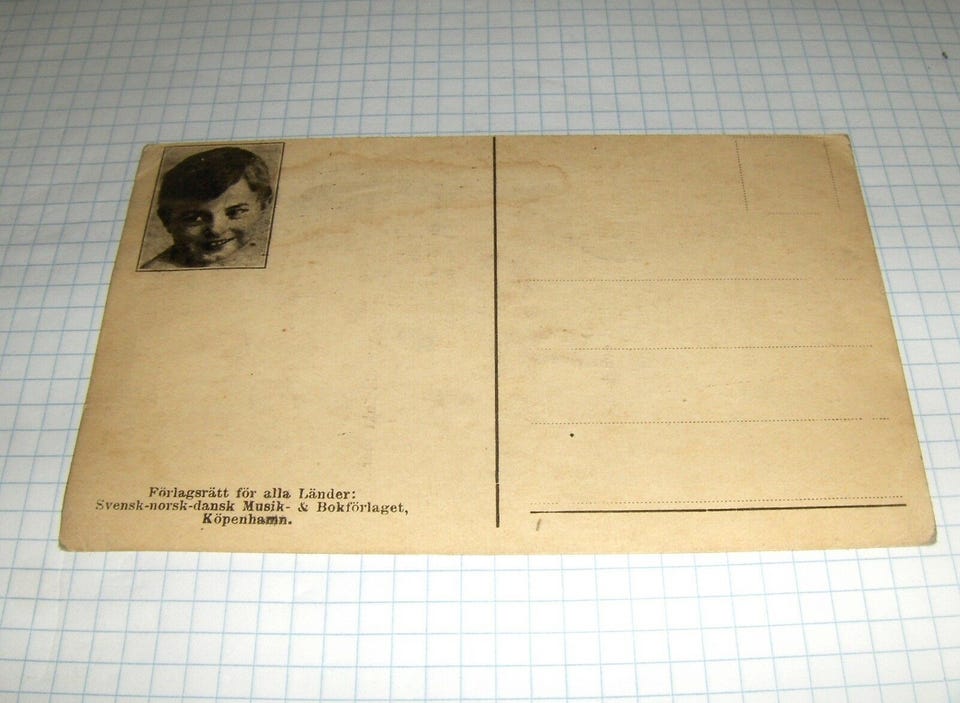 Förlagsrätt för alla Länder:
Svensk-norsk-dansk Musik- & Bokförlaget,
Köpenhamn.